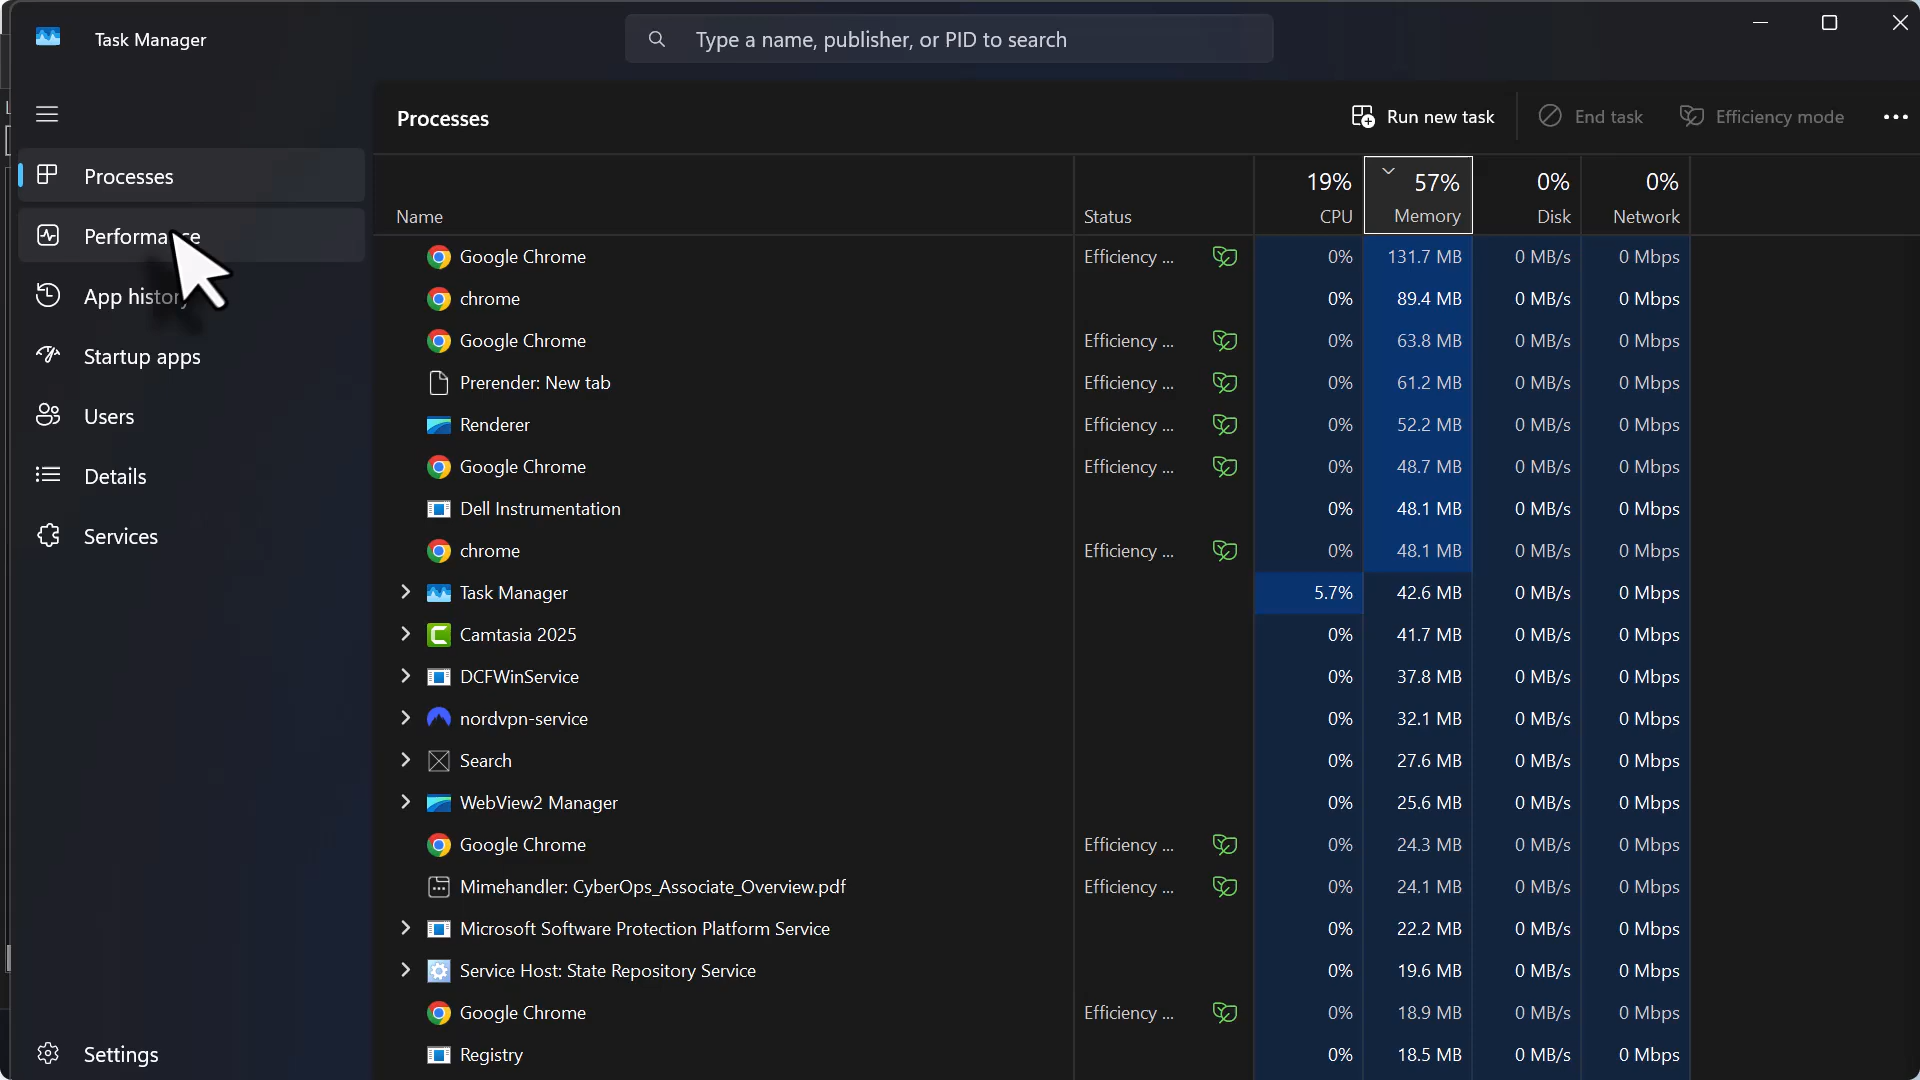 Task Manager
Type a name, publisher, or PID to search
Processes
Run new task
End task
Efficiency mode
Processes
Performance
App history
Startup apps
Users
Details
Services
Settings
19% 57% 0% 0%
Name Status CPU Memory Disk Network
Google Chrome Efficiency ... 0% 131.7 MB 0 MB/s 0 Mbps
chrome 0% 89.4 MB 0 MB/s 0 Mbps
Google Chrome Efficiency ... 0% 63.8 MB 0 MB/s 0 Mbps
Prerender: New tab Efficiency ... 0% 61.2 MB 0 MB/s 0 Mbps
Renderer Efficiency ... 0% 52.2 MB 0 MB/s 0 Mbps
Google Chrome Efficiency ... 0% 48.7 MB 0 MB/s 0 Mbps
Dell Instrumentation 0% 48.1 MB 0 MB/s 0 Mbps
chrome Efficiency ... 0% 48.1 MB 0 MB/s 0 Mbps
Task Manager 5.7% 42.6 MB 0 MB/s 0 Mbps
Camtasia 2025 0% 41.7 MB 0 MB/s 0 Mbps
DCFWinService 0% 37.8 MB 0 MB/s 0 Mbps
nordvpn-service 0% 32.1 MB 0 MB/s 0 Mbps
Search 0% 27.6 MB 0 MB/s 0 Mbps
WebView2 Manager 0% 25.6 MB 0 MB/s 0 Mbps
Google Chrome Efficiency ... 0% 24.3 MB 0 MB/s 0 Mbps
Mimehandler: CyberOps_Associate_Overview.pdf Efficiency ... 0% 24.1 MB 0 MB/s 0 Mbps
Microsoft Software Protection Platform Service 0% 22.2 MB 0 MB/s 0 Mbps
Service Host: State Repository Service 0% 19.6 MB 0 MB/s 0 Mbps
Google Chrome Efficiency ... 0% 18.9 MB 0 MB/s 0 Mbps
Registry 0% 18.5 MB 0 MB/s 0 Mbps